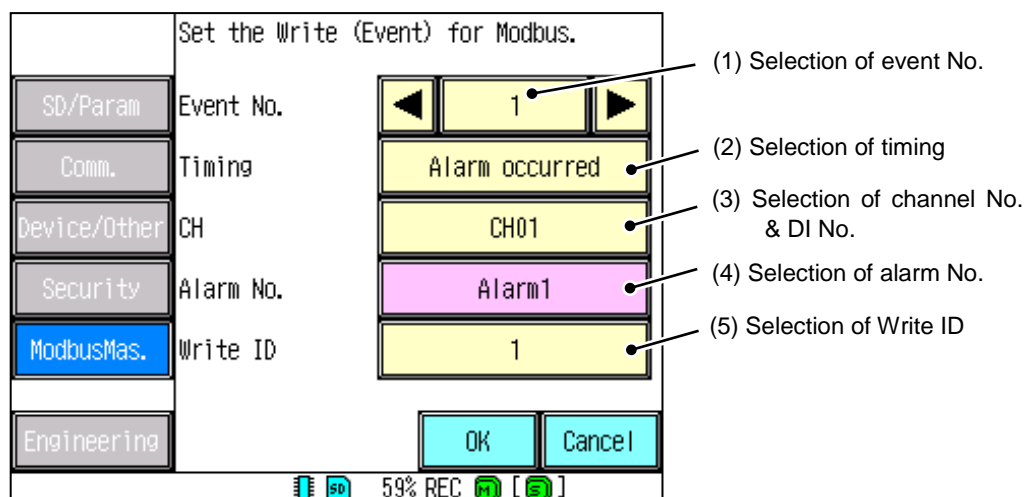 Set the Write (Event) for Modbus.
(1) Selection of event No.
SD/Param
Event No.
1
Comm.
Timing
Alarm occurred
(2) Selection of timing
Device/Other
CH
CH01
(3) Selection of channel No.
& DI No.
Security
Alarm No.
Alarm1
(4) Selection of alarm No.
ModbusMas.
Write ID
1
(5) Selection of Write ID
Engineering
OK
Cancel
SD 59% REC M [S]